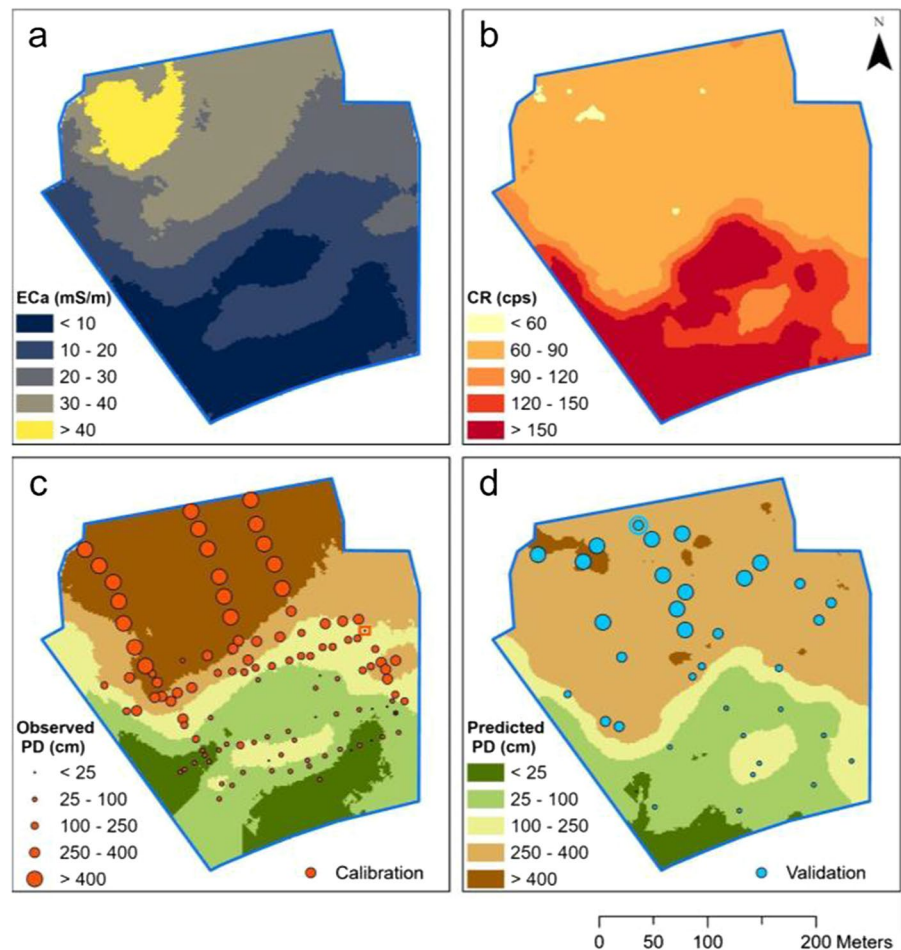 a
b
N
ECa (mS/m)
< 10
10 - 20
20 - 30
30 - 40
> 40
CR (cps)
< 60
60 - 90
90 - 120
120 - 150
> 150
c
d
Observed
PD (cm)
< 25
25 - 100
100 - 250
250 - 400
> 400
Calibration
Predicted
PD (cm)
< 25
25 - 100
100 - 250
250 - 400
> 400
Validation
0 50 100 200 Meters